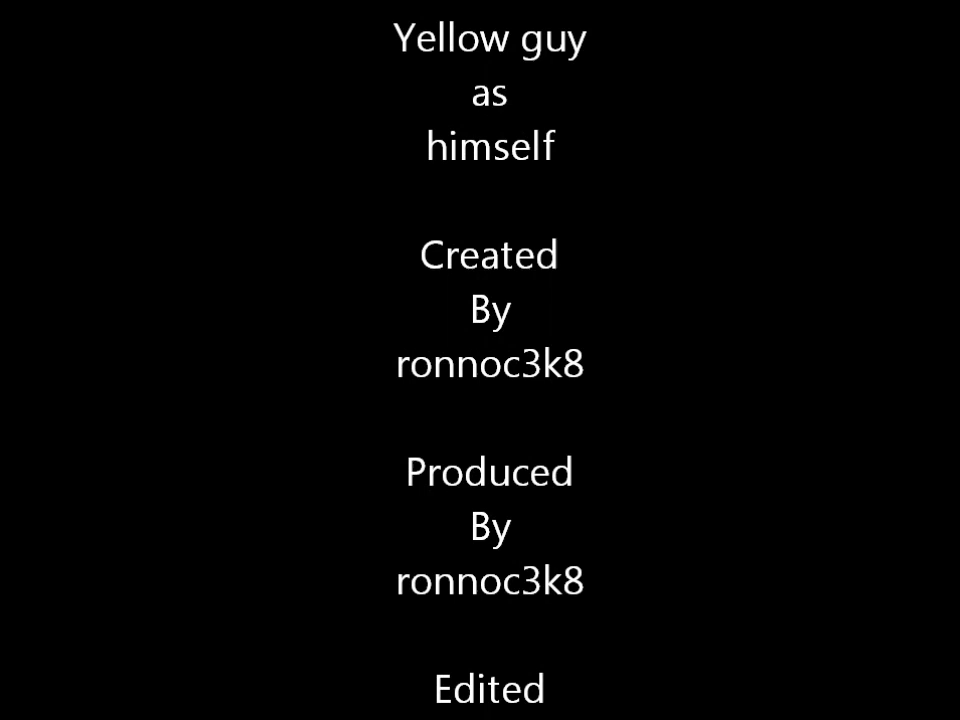 Yellow guy
as
himself
Created
By
ronnoc3k8
Produced
By
ronnoc3k8
Edited